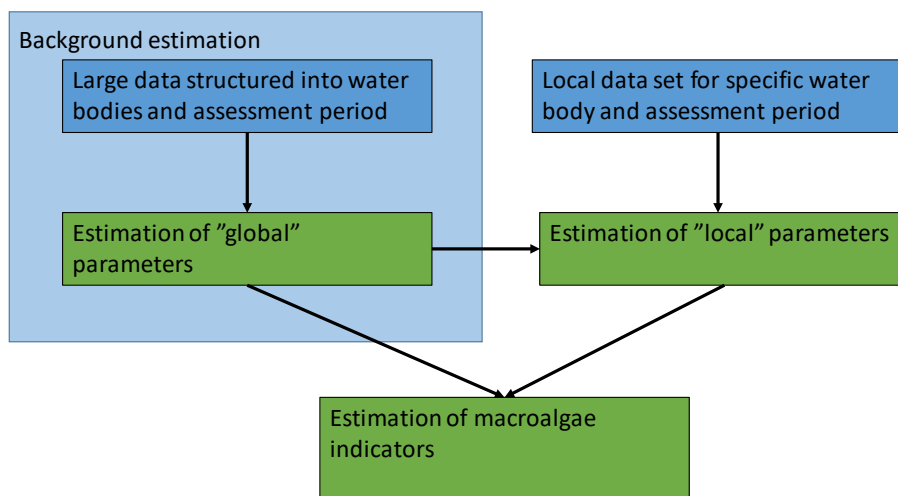 Background estimation
Large data structured into water
bodies and assessment period
Local data set for specific water
body and assessment period
Estimation of ”global”
parameters
Estimation of ”local” parameters
Estimation of macroalgae
indicators